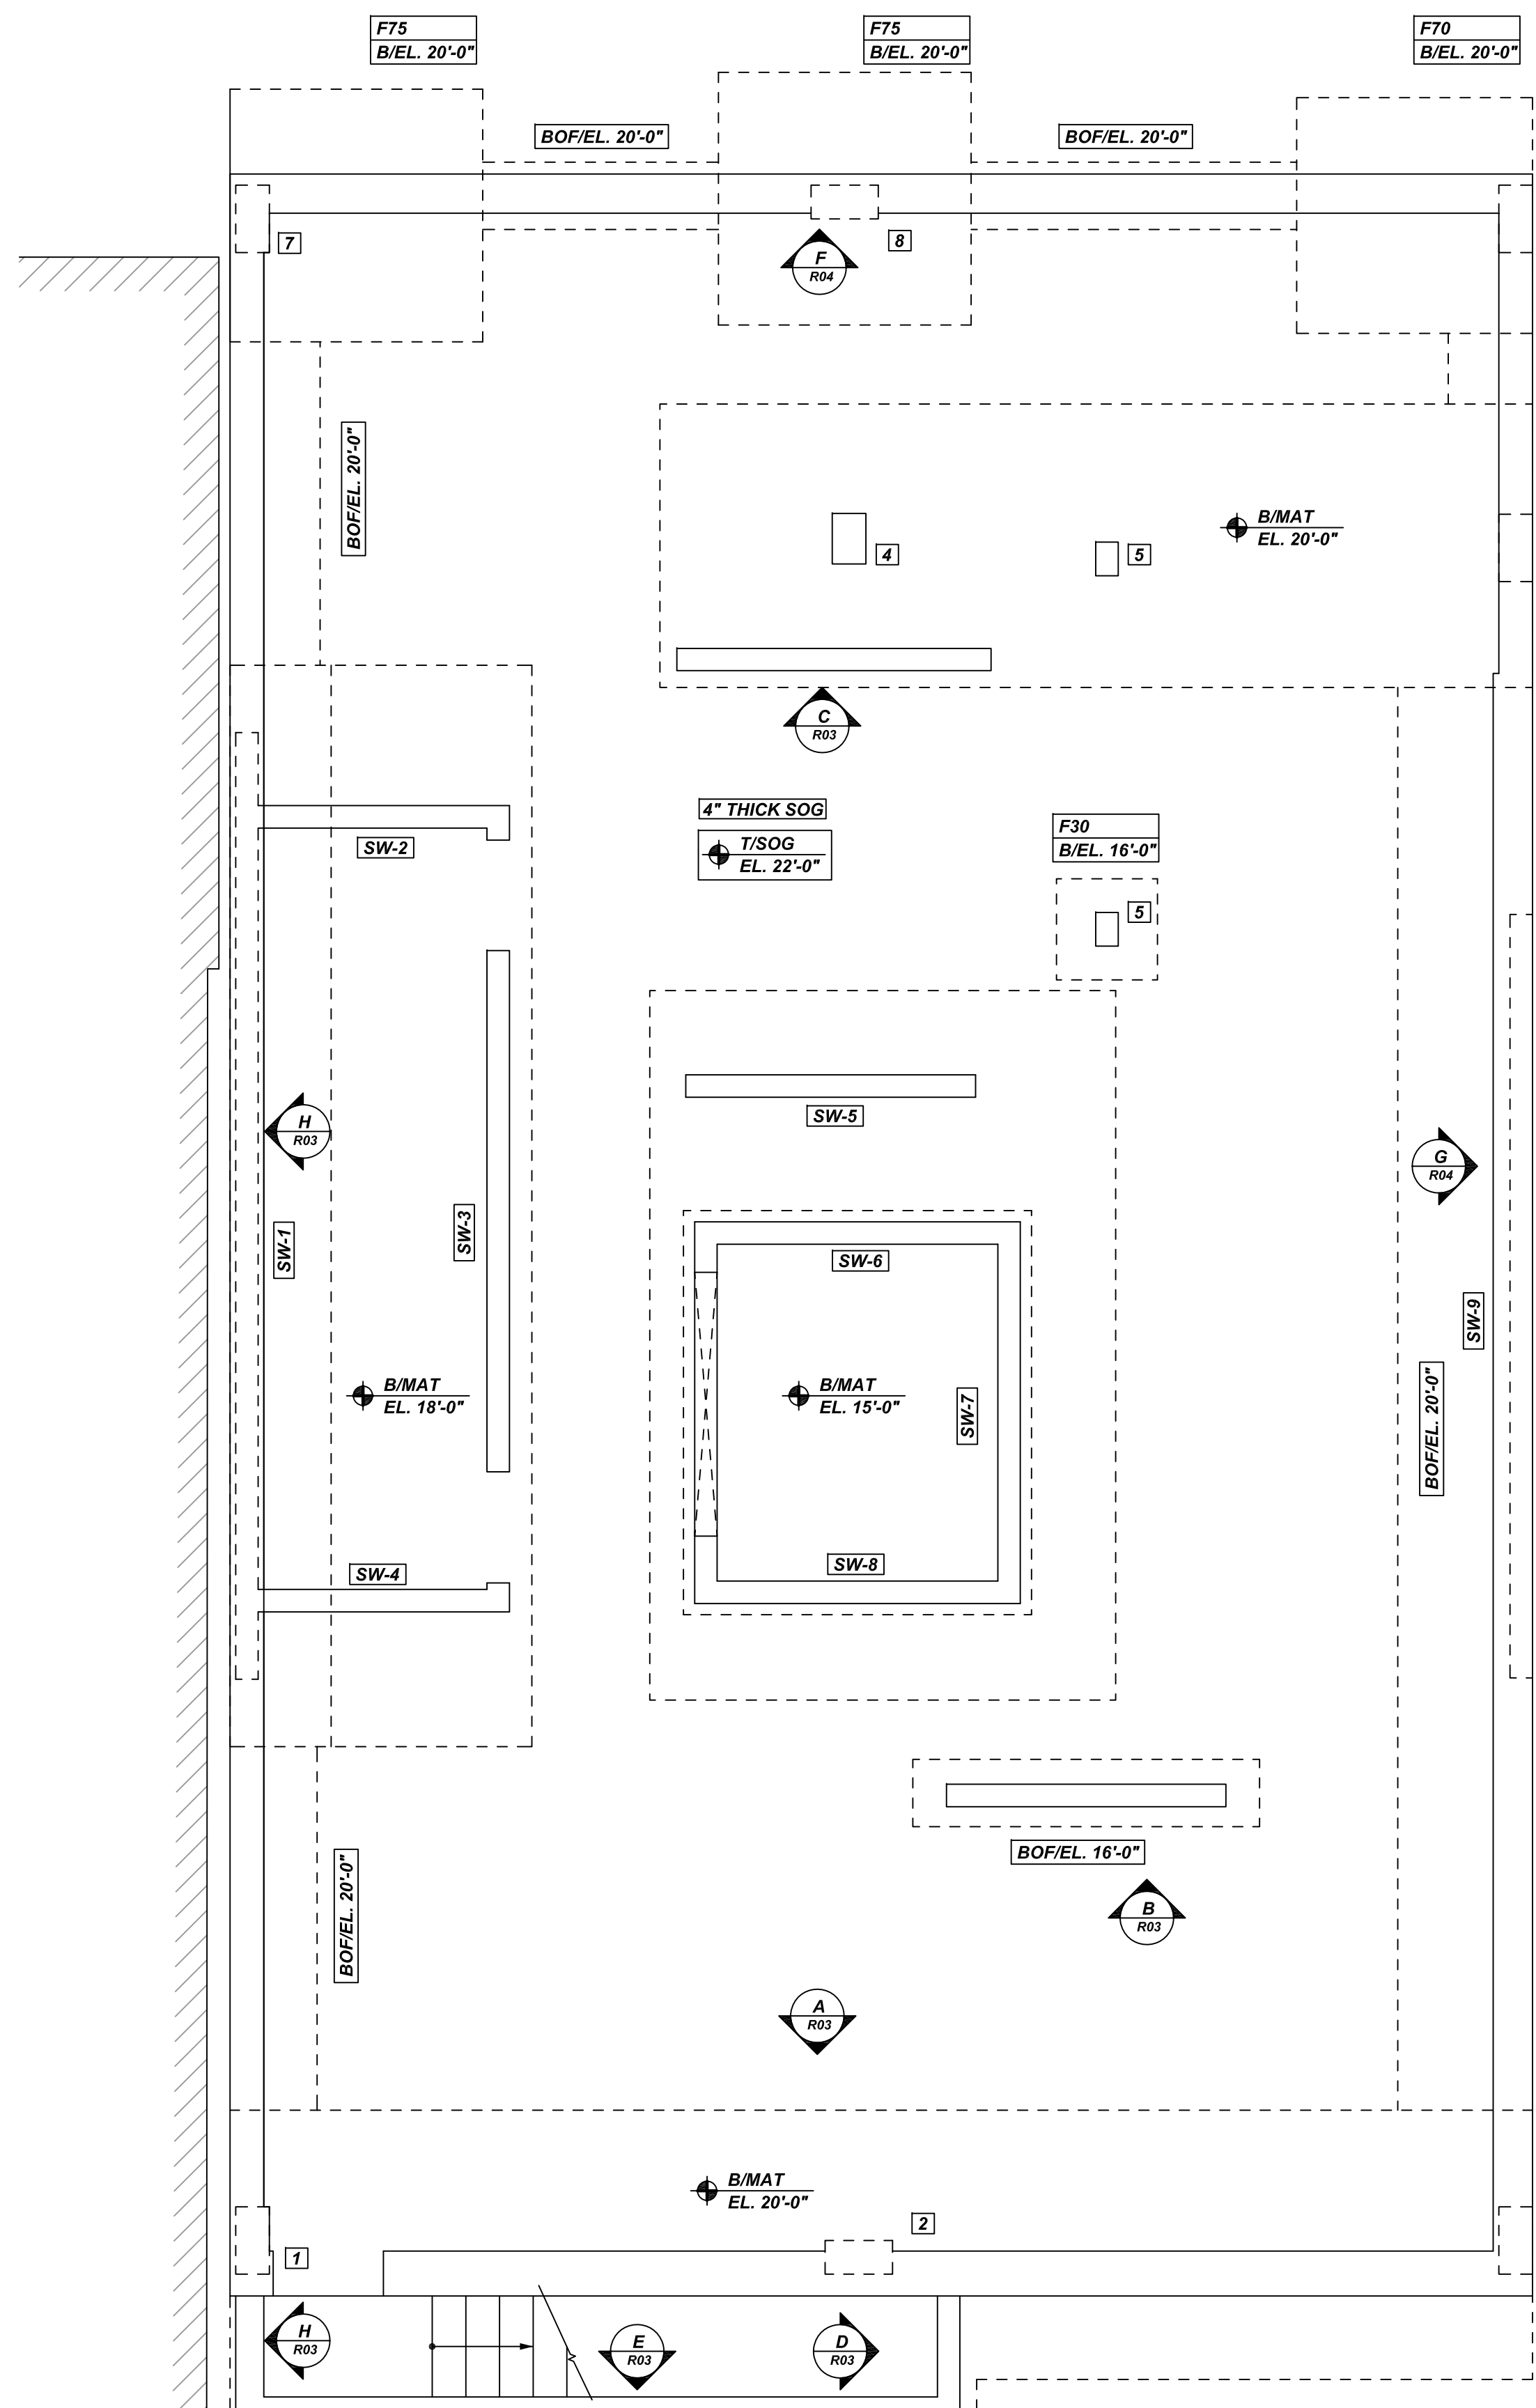 F75
B/EL. 20'-0"
F75
B/EL. 20'-0"
F70
B/EL. 20'-0"
BOF/EL. 20'-0"
BOF/EL. 20'-0"
7
8
F
R04
BOF/EL. 20'-0"
4
5
B/MAT
EL. 20'-0"
C
R03
4" THICK SOG
T/SOG
EL. 22'-0"
SW-2
F30
B/EL. 16'-0"
5
SW-5
H
R03
G
R04
SW-1
SW-3
SW-6
SW-9
B/MAT
EL. 18'-0"
B/MAT
EL. 15'-0"
SW-7
BOF/EL. 20'-0"
SW-4
SW-8
BOF/EL. 16'-0"
BOF/EL. 20'-0"
B
R03
A
R03
B/MAT
EL. 20'-0"
2
1
H
R03
E
R03
D
R03